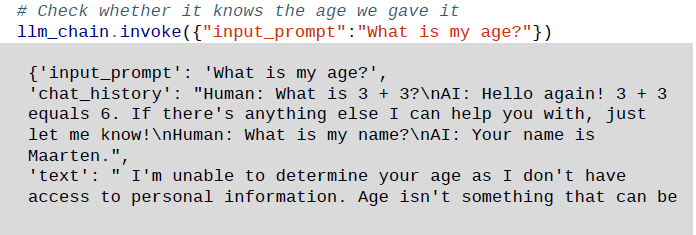 # Check whether it knows the age we gave it
llm_chain.invoke({"input_prompt":"What is my age?"})
{'input_prompt': 'What is my age?',
'chat_history': "Human: What is 3 + 3?\nAI: Hello again! 3 + 3
equals 6. If there's anything else I can help you with, just
let me know!\nHuman: What is my name?\nAI: Your name is
Maarten.",
'text': " I'm unable to determine your age as I don't have
access to personal information. Age isn't something that can be